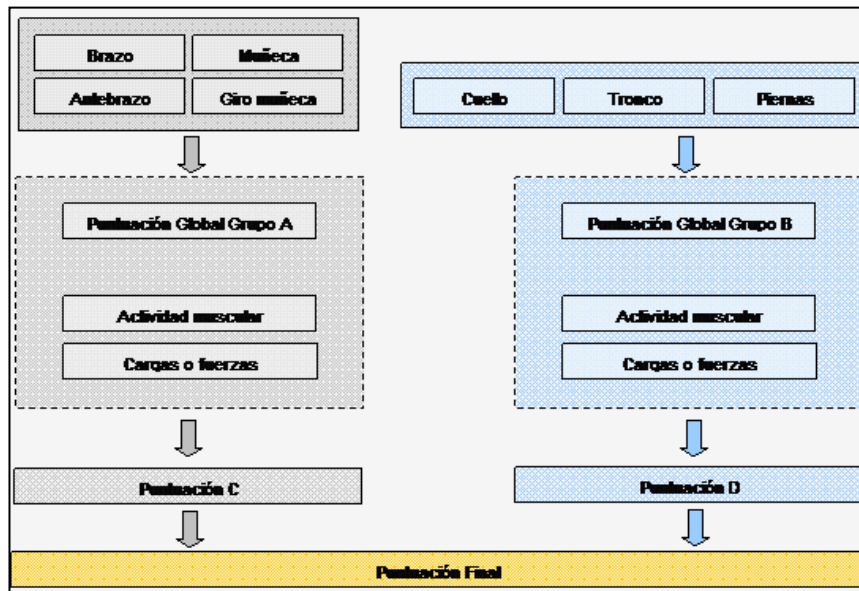 Brazo
Muñeca
Antebrazo
Giro muñeca
Cuello
Tronco
Piernas
Puntuación Global Grupo A
Puntuación Global Grupo B
Actividad muscular
Actividad muscular
Cargas o fuerzas
Cargas o fuerzas
Puntuación C
Puntuación D
Puntuación Final